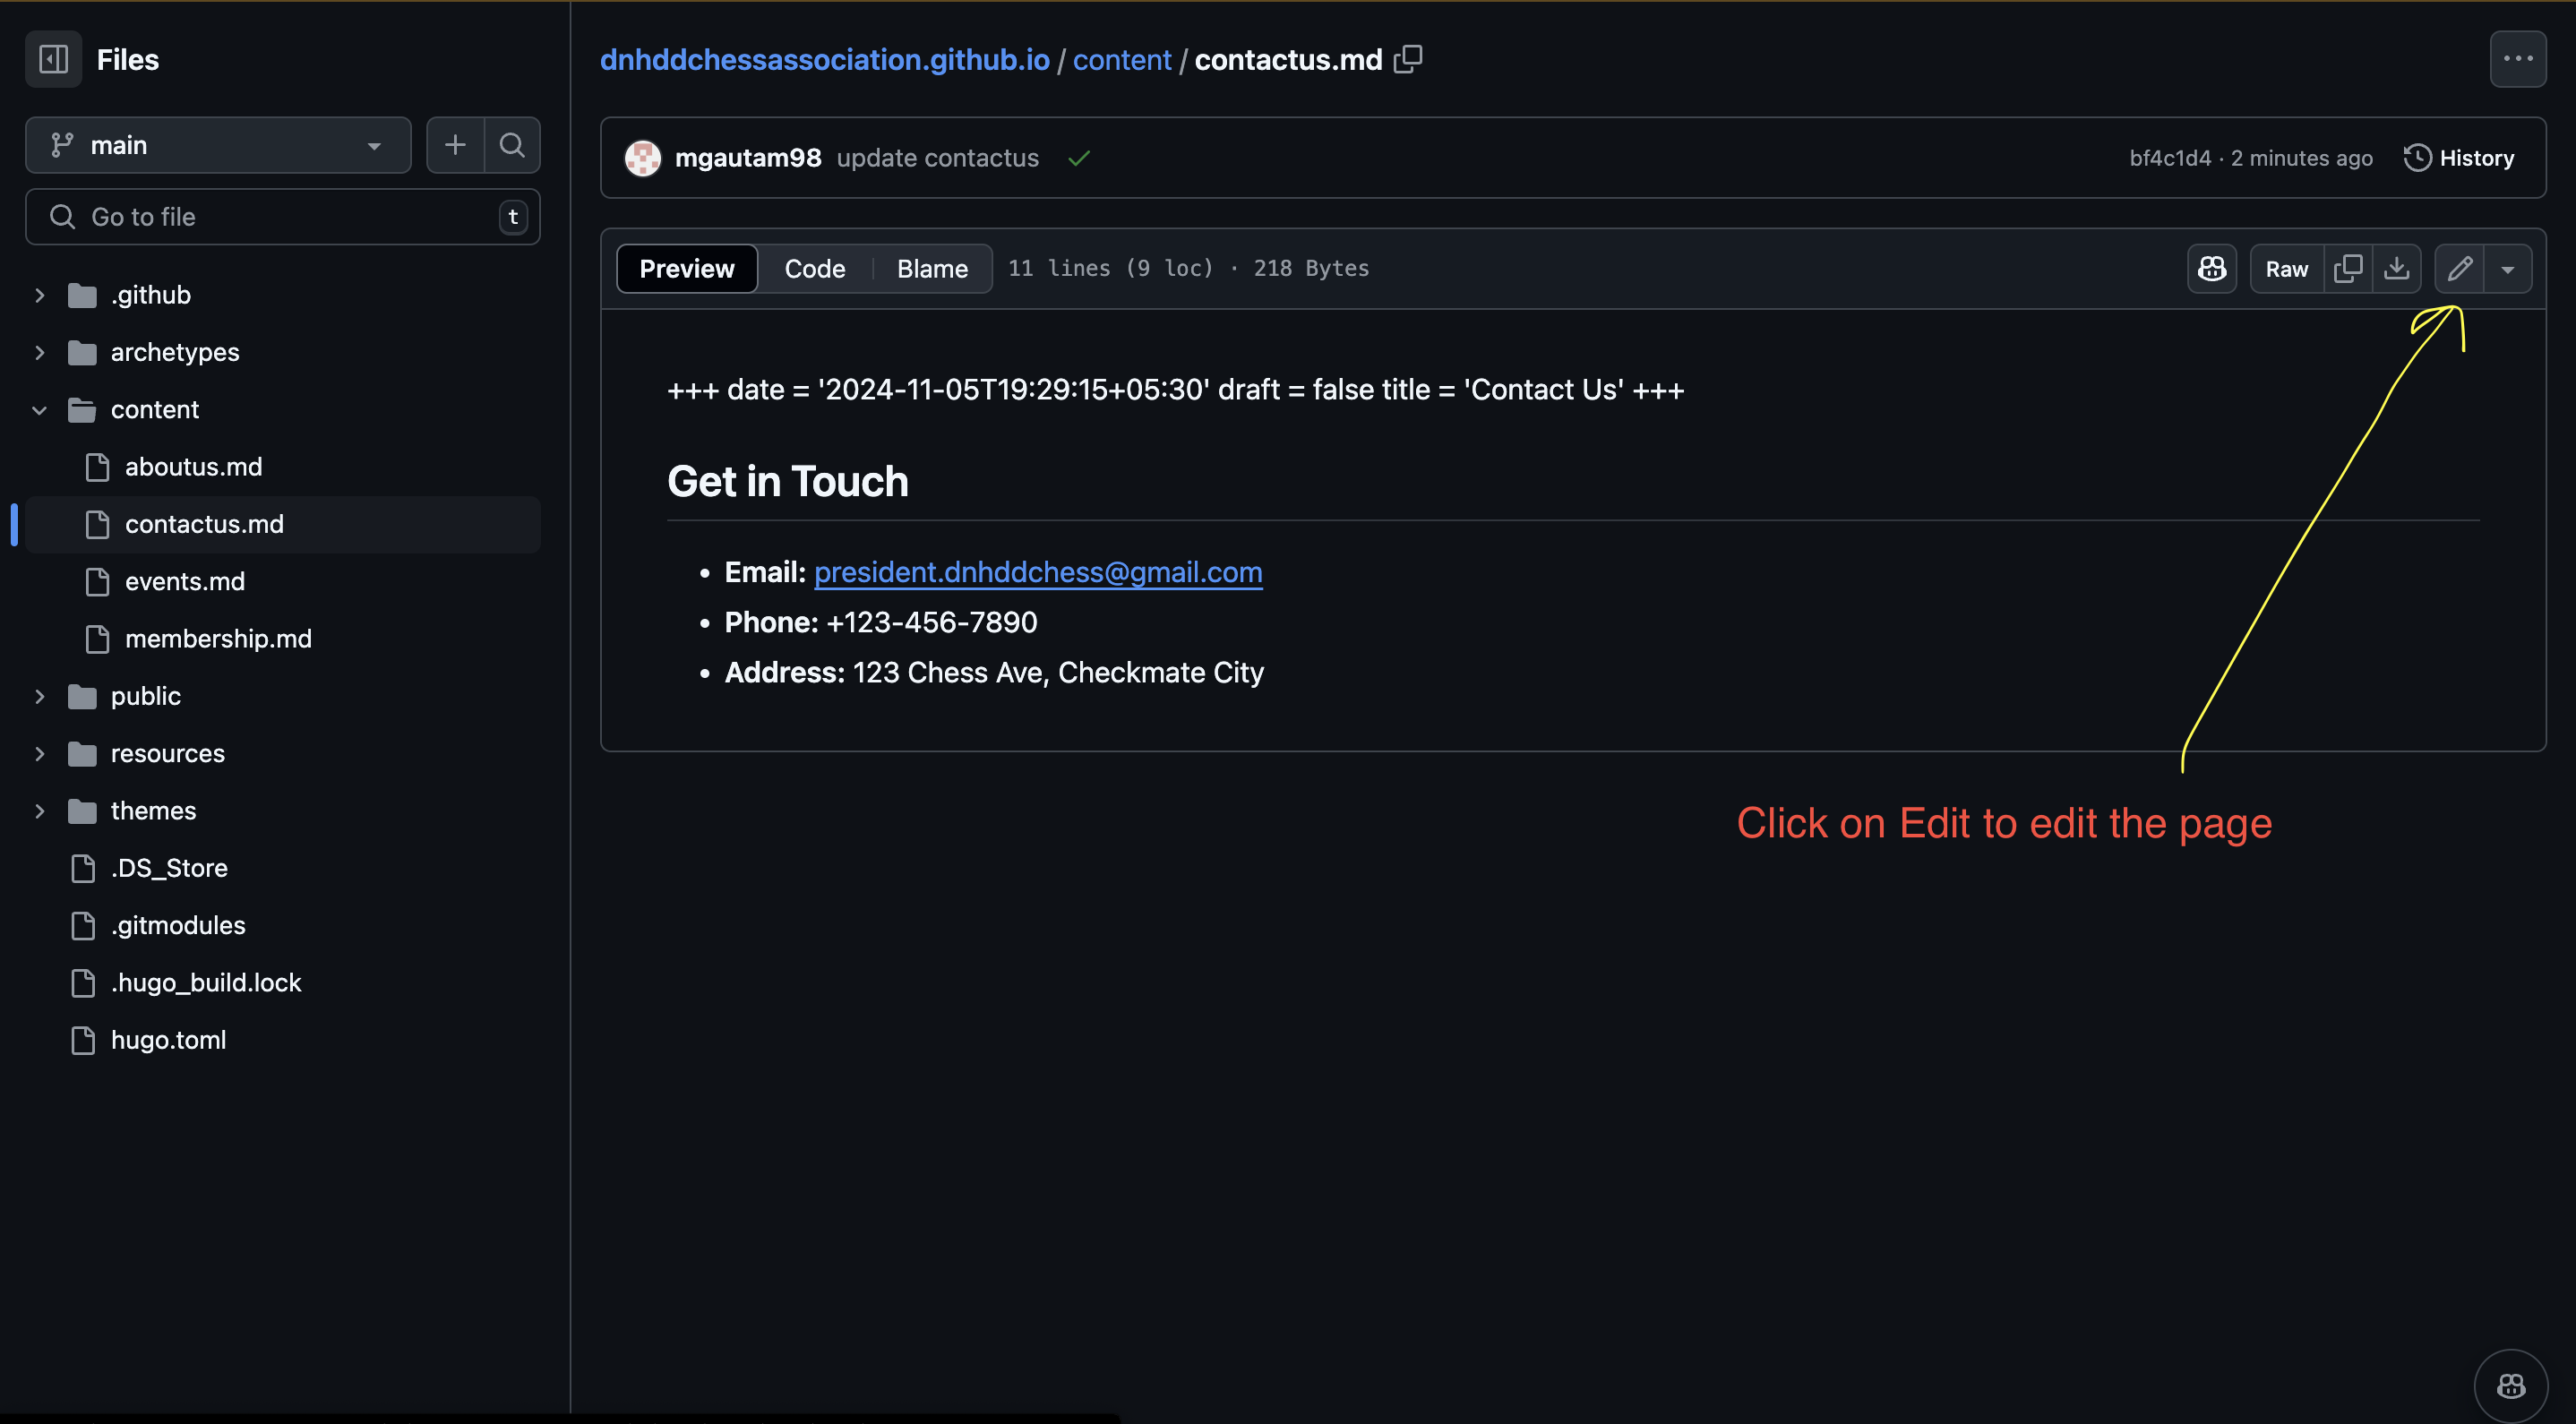 Files
main
Go to file
t
.github
archetypes
content
aboutus.md
contactus.md
events.md
membership.md
public
resources
themes
.DS_Store
.gitmodules
.hugo_build.lock
hugo.toml
dnhddchessassociation.github.io / content / contactus.md
mgautam98 update contactus
bf4c1d4 · 2 minutes ago
History
Preview Code Blame 11 lines (9 loc) · 218 Bytes
Raw
+++ date = '2024-11-05T19:29:15+05:30' draft = false title = 'Contact Us' +++
Get in Touch
• Email: president.dnhddchess@gmail.com
• Phone: +123-456-7890
• Address: 123 Chess Ave, Checkmate City
Click on Edit to edit the page